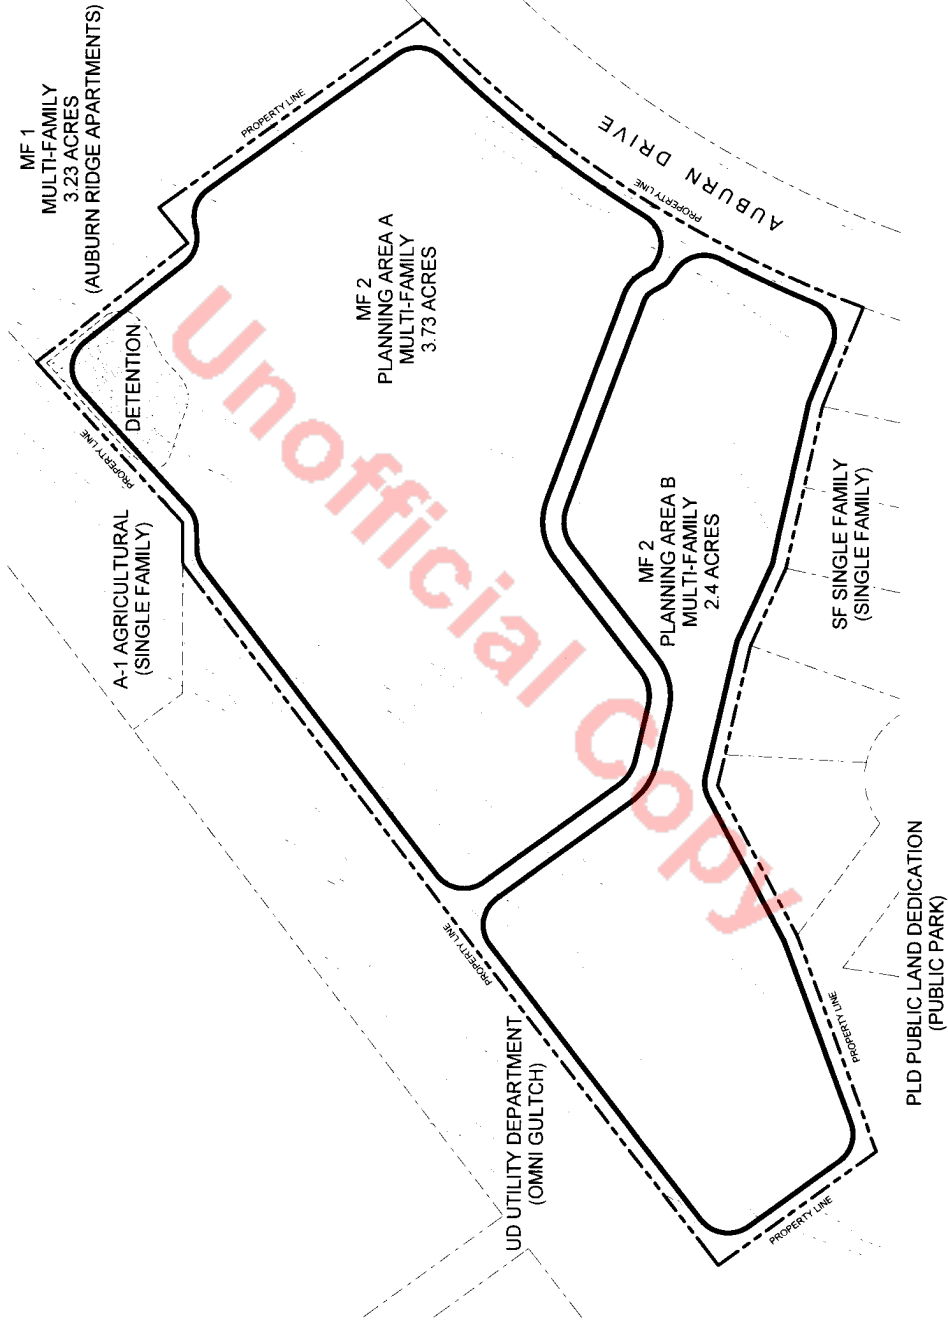 MF 1
MULTI-FAMILY
3.23 ACRES
(AUBURN RIDGE APARTMENTS)
PROPERTY LINE
DETENTION
PROPERTY LINE
A-1 AGRICULTURAL
(SINGLE FAMILY)
MF 2
PLANNING AREA A
MULTI-FAMILY
3.73 ACRES
PROPERTY LINE
AUBURN DRIVE
MF 2
PLANNING AREA B
MULTI-FAMILY
2.4 ACRES
SF SINGLE FAMILY
(SINGLE FAMILY)
PROPERTY LINE
UD UTILITY DEPARTMENT
(OMNI GULTCH)
PROPERTY LINE
PROPERTY LINE
PLD PUBLIC LAND DEDICATION
(PUBLIC PARK)
Unofficial Copy